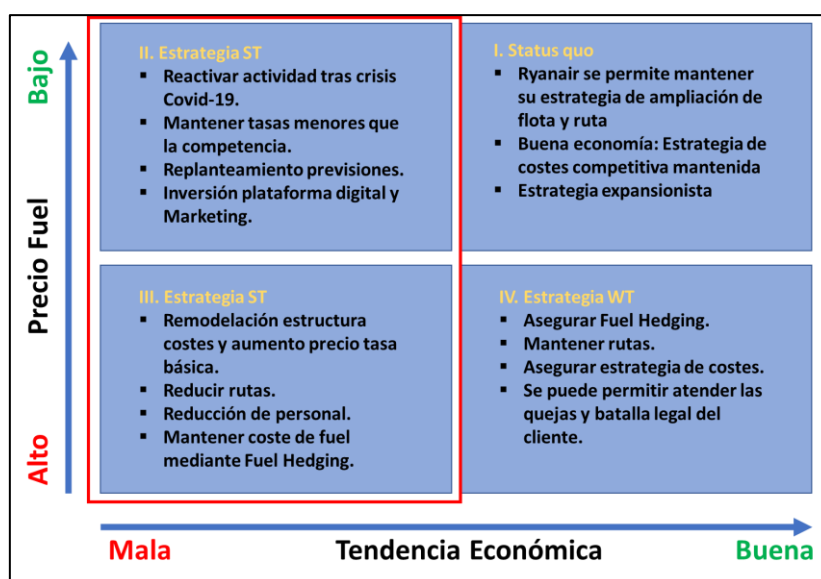 Bajo
Precio Fuel
Alto
II. Estrategia ST
▪ Reactivar actividad tras crisis
Covid-19.
▪ Mantener tasas menores que
la competencia.
▪ Replanteamiento previsiones.
▪ Inversión plataforma digital y
Marketing.
I. Status quo
▪ Ryanair se permite mantener
su estrategia de ampliación de
flota y ruta
▪ Buena economía: Estrategia de
costes competitiva mantenida
▪ Estrategia expansionista
III. Estrategia ST
▪ Remodelación estructura
costes y aumento precio tasa
básica.
▪ Reducir rutas.
▪ Reducción de personal.
▪ Mantener coste de fuel
mediante Fuel Hedging.
IV. Estrategia WT
▪ Asegurar Fuel Hedging.
▪ Mantener rutas.
▪ Asegurar estrategia de costes.
▪ Se puede permitir atender las
quejas y batalla legal del
cliente.
Mala Tendencia Económica Buena